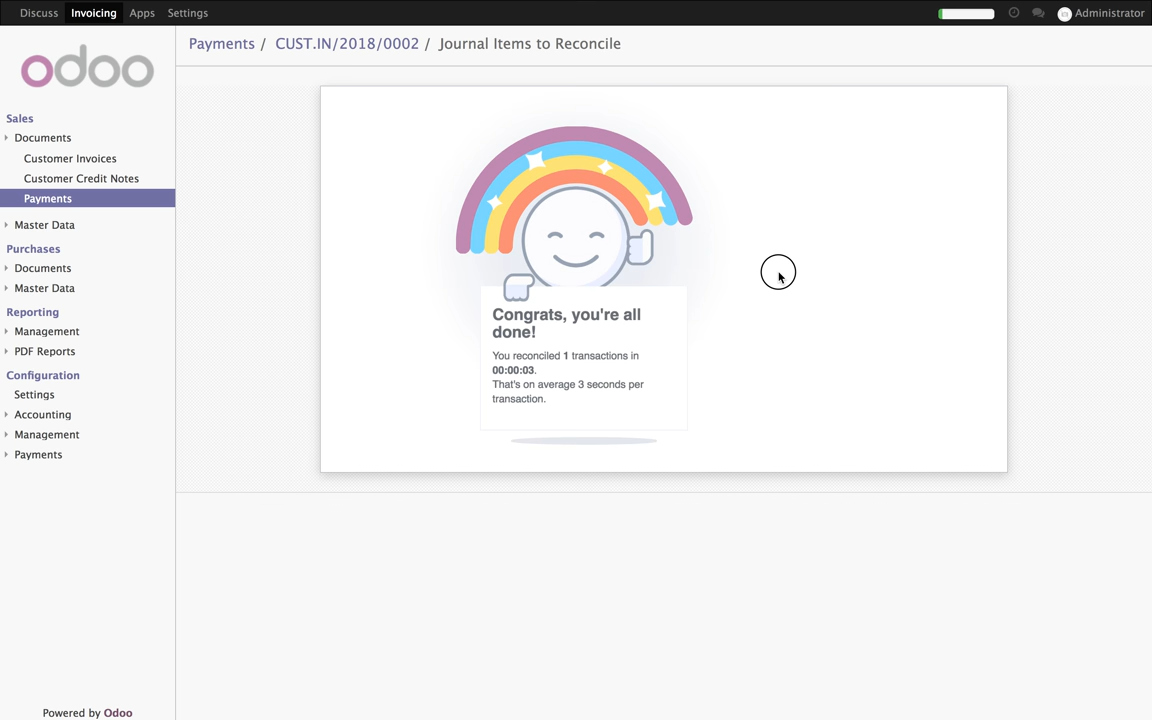 Discuss Invoicing Apps Settings Administrator
Payments / CUST.IN/2018/0002 / Journal Items to Reconcile
odoo
Sales
Documents
Customer Invoices
Customer Credit Notes
Payments
Master Data
Purchases
Documents
Master Data
Reporting
Management
PDF Reports
Configuration
Settings
Accounting
Management
Payments
Powered by Odoo
Congrats, you're all
done!
You reconciled 1 transactions in
00:00:03.
That's on average 3 seconds per
transaction.